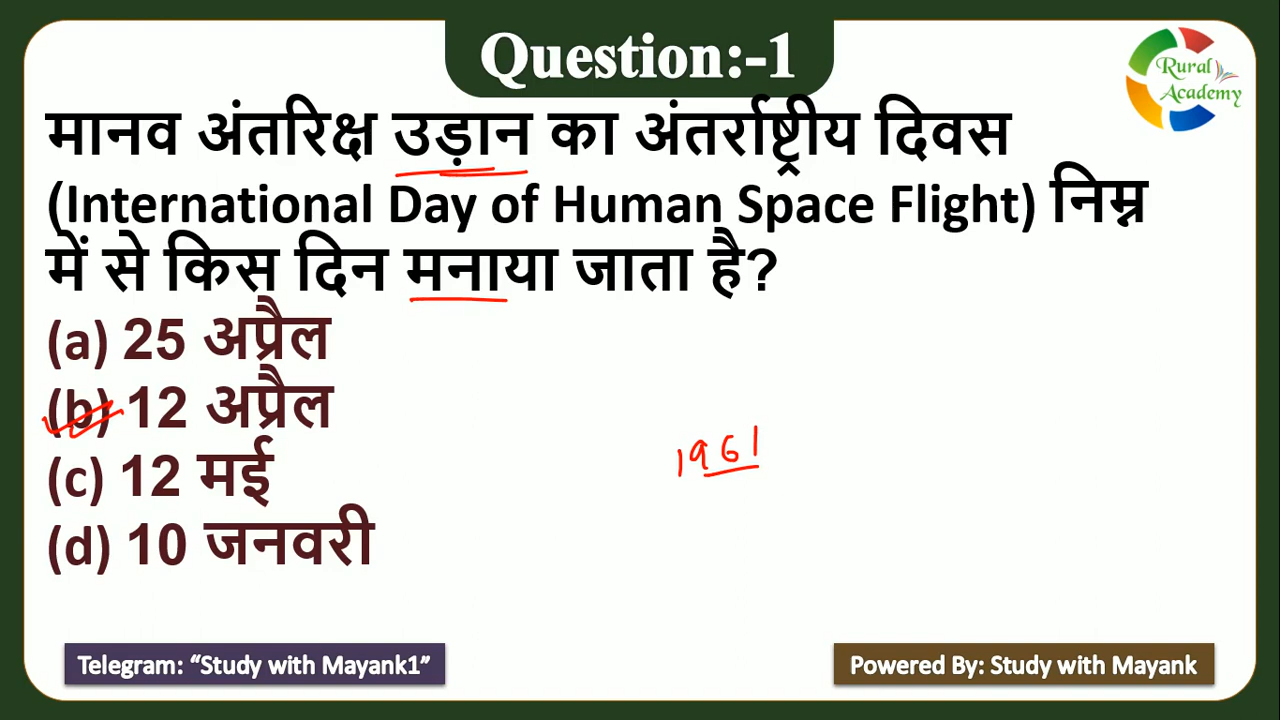 Question:-1
Rural
Academy
मानव अंतरिक्ष उड़ान का अंतर्राष्ट्रीय दिवस
(International Day of Human Space Flight) निम्न
में से किस दिन मनाया जाता है?
(a) 25 अप्रैल
(b) 12 अप्रैल
1961
(c) 12 मई
(d) 10 जनवरी
Telegram: “Study with Mayank1”
Powered By: Study with Mayank